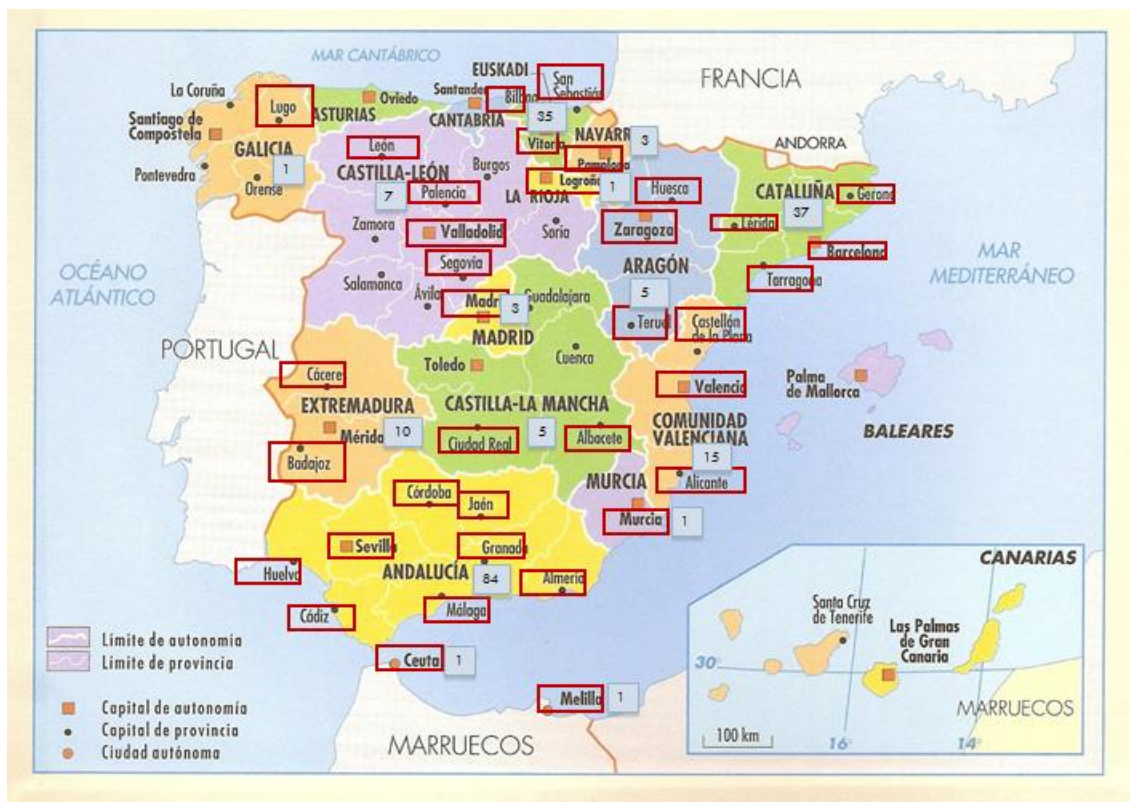 MAR CANTÁBRICO
EUSKADI
San
Sebastián
FRANCIA
La Coruña
Lugo
ASTURIAS
Oviedo
Santander
Bilbao
CANTABRIA
35
Santiago de
Compostela
Vitoria
NAVARR
3
ANDORRA
GALICIA
1
León
Pamplona
Pontevedra
Orense
CASTILLA-LEÓN
Burgos
Logroño
1
Huesca
CATALUÑA
Gerona
7
Palencia
LA RIOJA
37
Zamora
Valladolid
Soria
Zaragoza
Lérida
Barcelona
MAR
MEDITERRÁNEO
OCÉANO
ATLÁNTICO
Segovia
ARAGÓN
Tarragona
Salamanca
Ávila
Madri
3
Guadalajara
5
Teruel
Castellón
de la Plana
MADRID
PORTUGAL
Toledo
Cuenca
Cáceres
Valencia
Palma
de Mallorca
EXTREMADURA
CASTILLA-LA MANCHA
COMUNIDAD
VALENCIANA
BALEARES
Mérida
10
Ciudad Real
5
Albacete
15
Badajoz
Alicante
Córdoba
Jaén
MURCIA
Murcia
1
Sevilla
Granada
Huelva
ANDALUCÍA
84
Almería
Cádiz
Málaga
Ceuta
1
Melilla
1
MARRUECOS
Límite de autonomía
Límite de provincia
Capital de autonomía
Capital de provincia
Ciudad autónoma
CANARIAS
Santa Cruz
de Tenerife
Las Palmas
de Gran
Canaria
30°
MARRUECOS
100 km
16°
14°